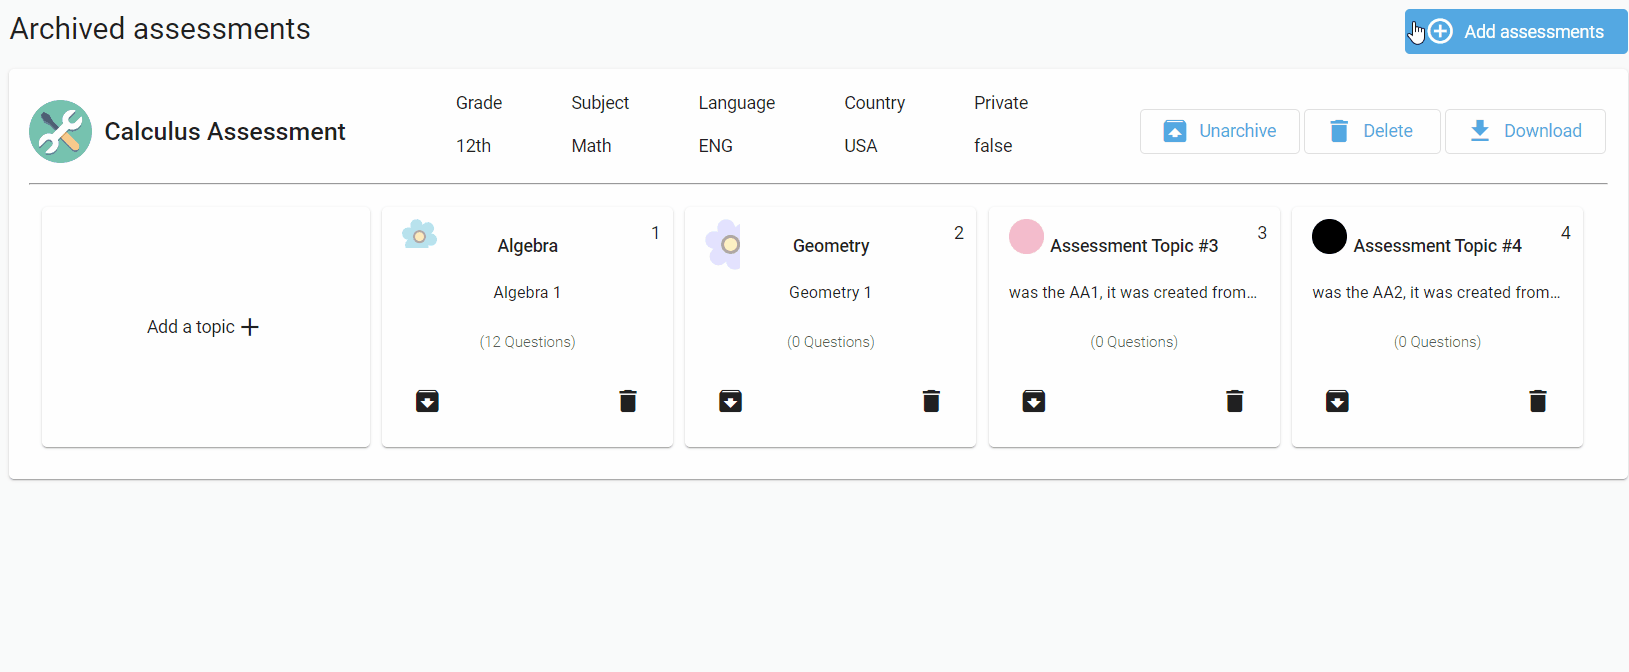 Archived assessments
Add assessments
Calculus Assessment
Grade Subject Language Country Private
12th Math ENG USA false
Unarchive Delete Download
Add a topic
1
Algebra
Algebra 1
(12 Questions)
2
Geometry
Geometry 1
(0 Questions)
3
Assessment Topic #3
was the AA1, it was created from...
(0 Questions)
4
Assessment Topic #4
was the AA2, it was created from...
(0 Questions)